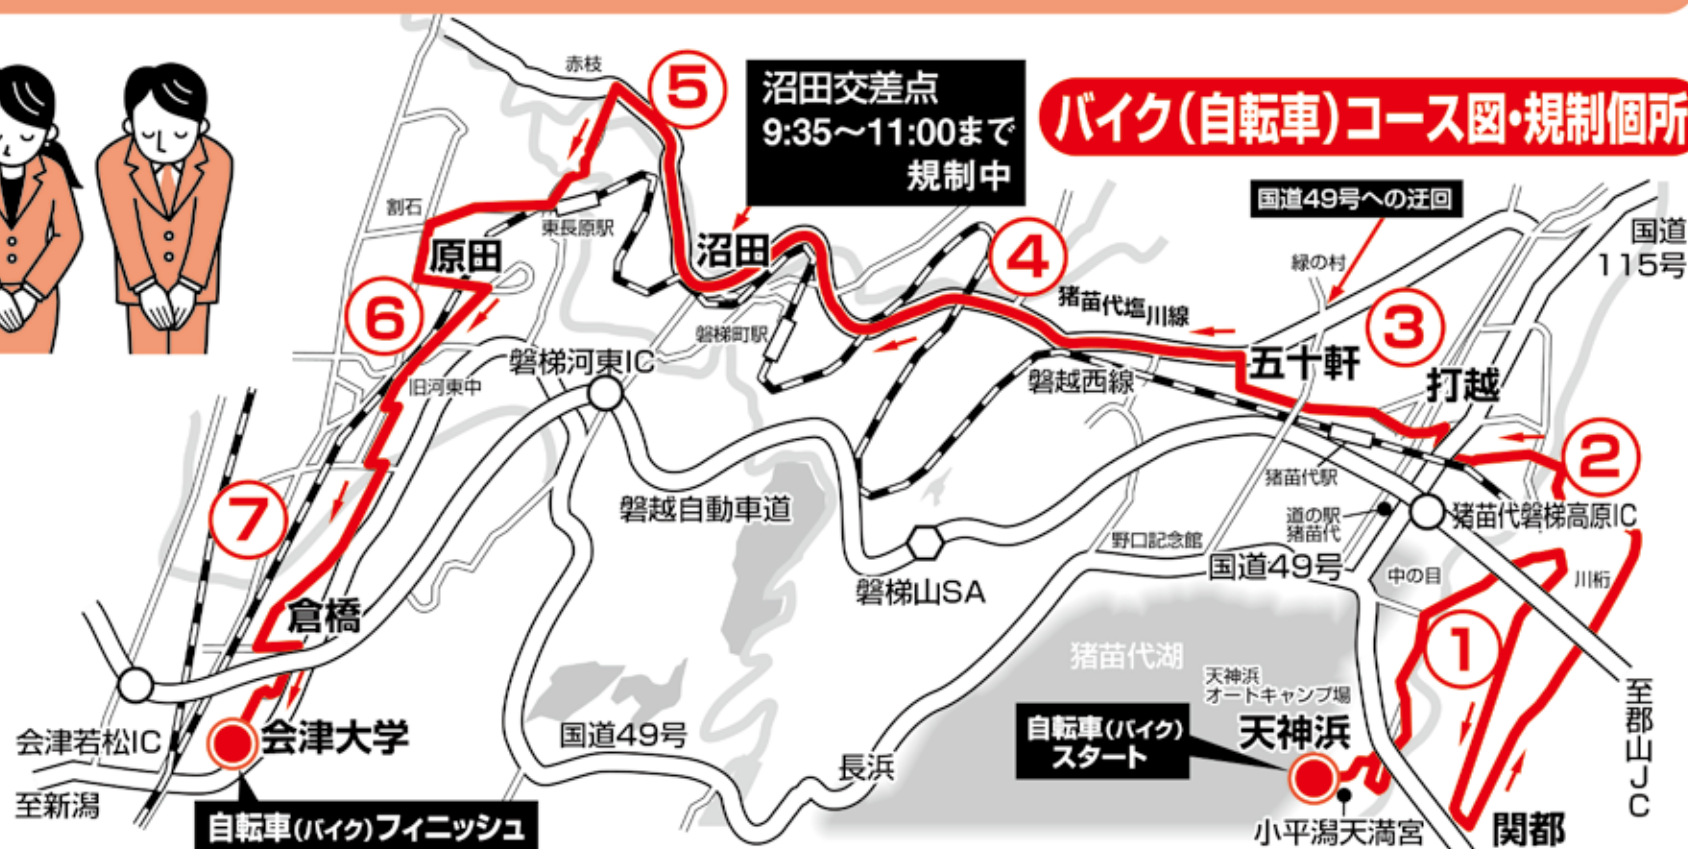 バイク(自転車)コース図・規制個所
沼田交差点
9:35〜11:00まで
規制中
赤枝
⑤
国道49号への迂回
国道
115号
割石
東長原駅
原田
沼田
④
緑の村
猪苗代塩川線
③
⑥
磐梯町駅
磐梯河東IC
旧河東中
磐越西線
五十軒
打越
②
猪苗代駅
⑦
磐越自動車道
道の駅
猪苗代
猪苗代磐梯高原IC
野口記念館
国道49号
中の目
川桁
磐梯山SA
倉橋
①
猪苗代湖
天神浜
オートキャンプ場
天神浜
自転車(バイク)
スタート
至郡山JC
会津若松IC
会津大学
国道49号
長浜
至新潟
自転車(バイク)フィニッシュ
小平潟天満宮
関都